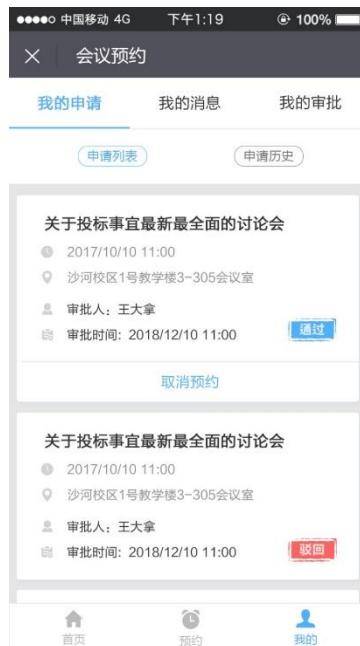 中国移动 4G 下午1:19 100%
会议预约
我的申请 我的消息 我的审批
申请列表 申请历史
关于投标事宜最新最全面的讨论会
2017/10/10 11:00
沙河校区1号教学楼3-305会议室
审批人：王大拿
审批时间：2018/12/10 11:00 通过
取消预约
关于投标事宜最新最全面的讨论会
2017/10/10 11:00
沙河校区1号教学楼3-305会议室
审批人：王大拿
审批时间：2018/12/10 11:00 驳回
首页 预约 我的